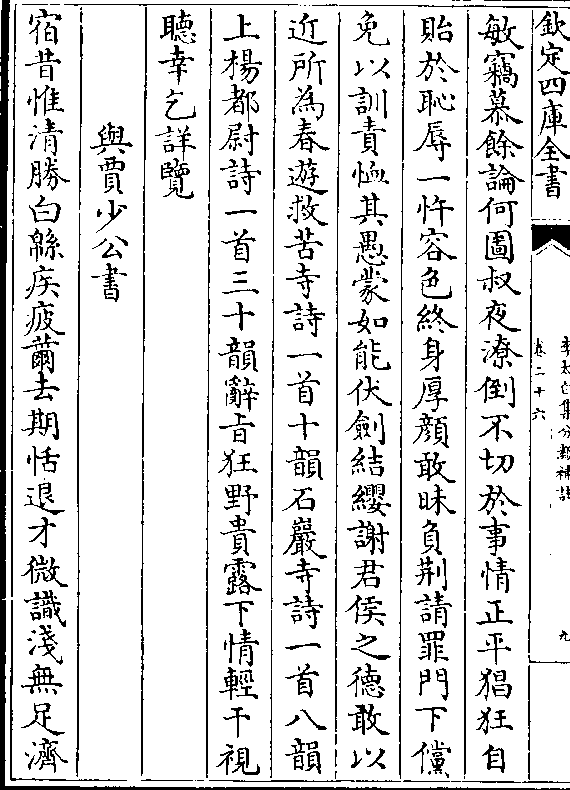 欽定四庫全書
李太白集分類補註
卷二十六
九
敏竊慕餘論何圖叔夜潦倒不切於事情正平猖狂自
貽於恥辱一忤容色終身厚顔敢昧負荆請罪門下儻
免以訓責恤其愚蒙如能伏劍結纓謝君侯之德敢以
近所為春遊救苦寺詩一首十韻石巖寺詩一首八韻
上楊都尉詩一首三十韻辭㫖狂野貴露下情輕干視
聽幸乞詳覽
與賈少公書
宿昔惟清勝白緜疾疲薾去期恬退才微識淺無足濟